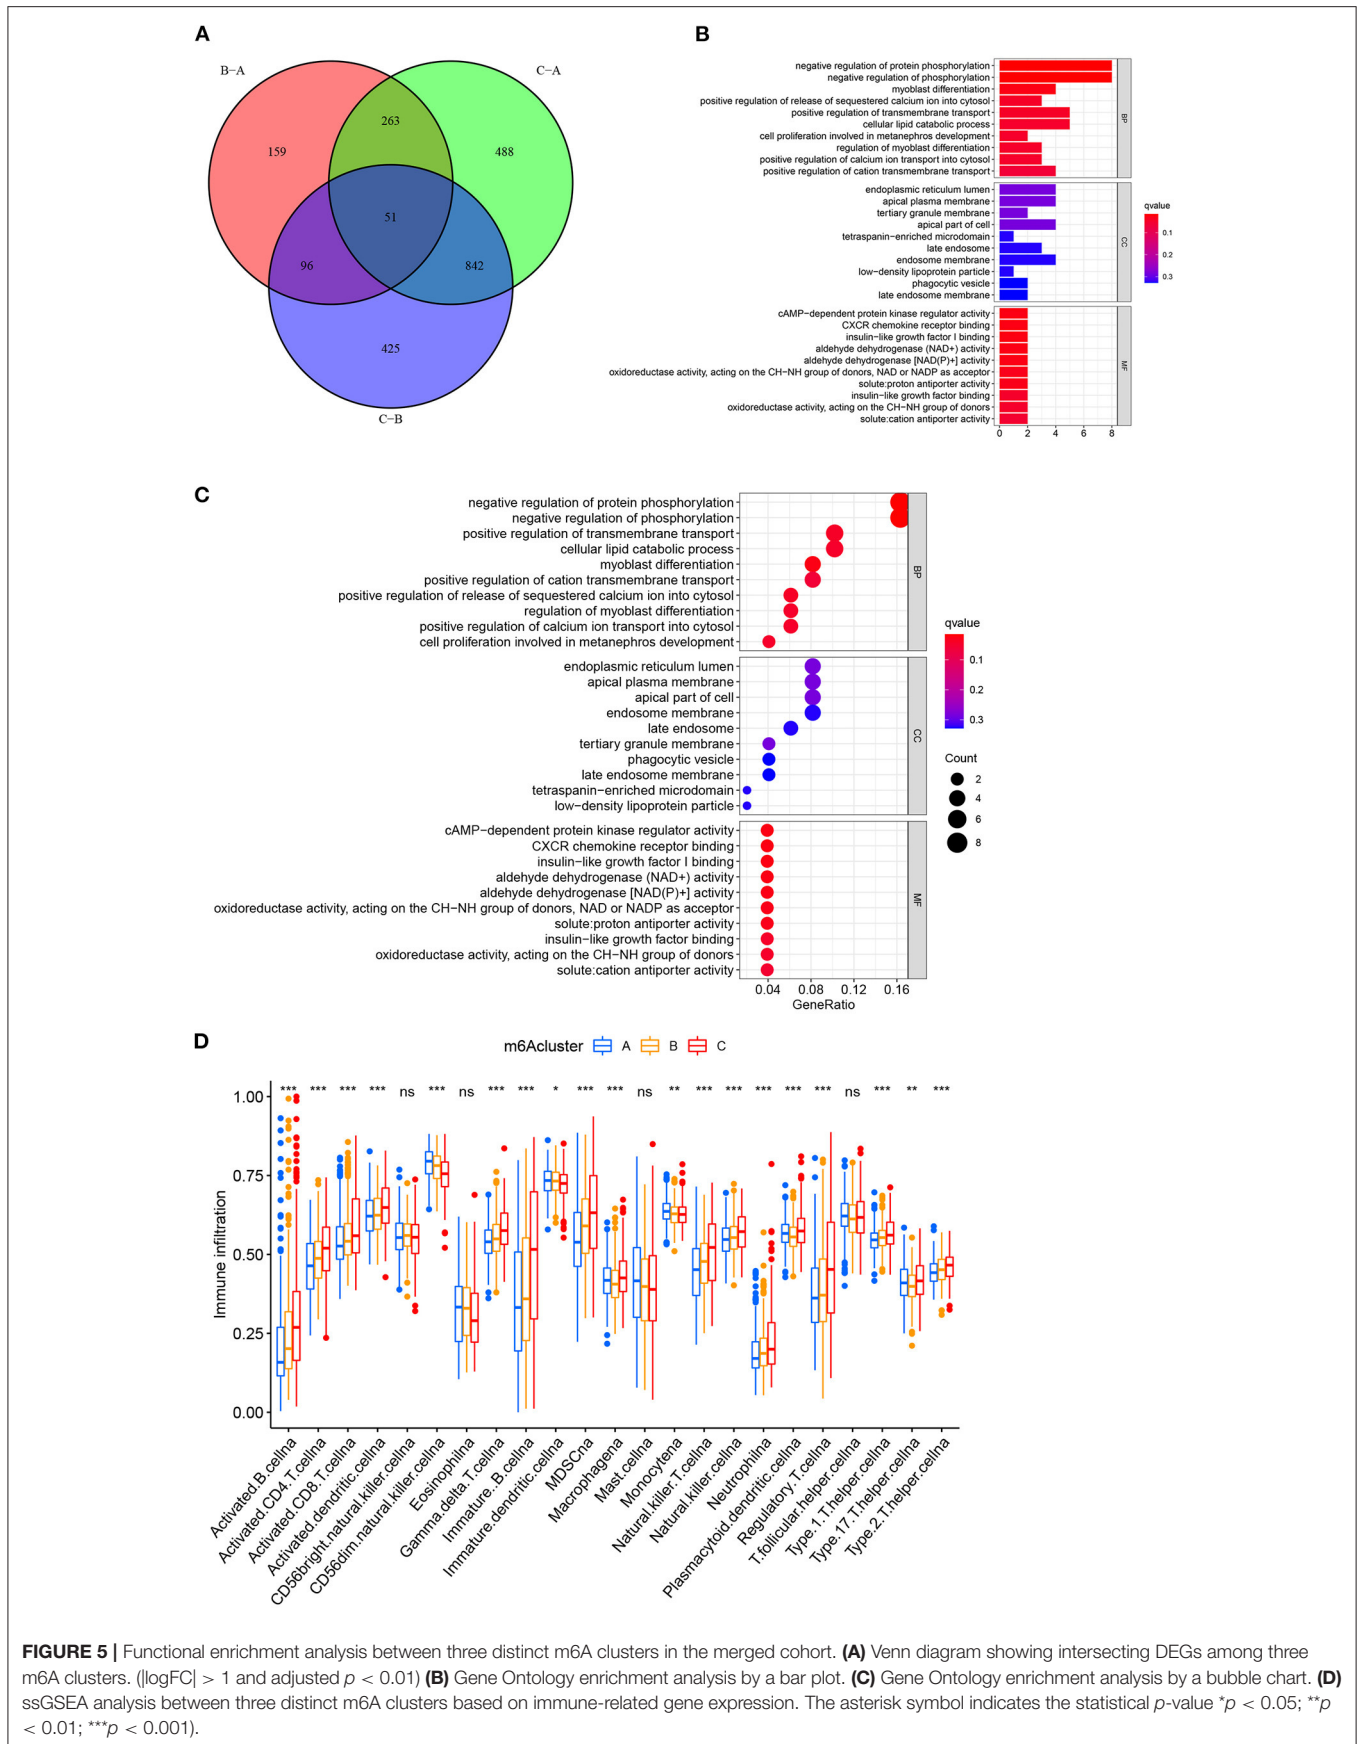 A
B−A
C−A
263
159
488
51
96
842
425
C−B
B
negative regulation of protein phosphorylation
negative regulation of phosphorylation
myoblast differentiation
positive regulation of release of sequestered calcium ion into cytosol
positive regulation of transmembrane transport
cellular lipid catabolic process
cell proliferation involved in metanephros development
regulation of myoblast differentiation
positive regulation of calcium ion transport into cytosol
positive regulation of cation transmembrane transport
BP
endoplasmic reticulum lumen
apical plasma membrane
tertiary granule membrane
apical part of cell
tetraspanin−enriched microdomain
late endosome
endosome membrane
low−density lipoprotein particle
phagocytic vesicle
late endosome membrane
CC
cAMP−dependent protein kinase regulator activity
CXCR chemokine receptor binding
insulin−like growth factor I binding
aldehyde dehydrogenase (NAD+) activity
aldehyde dehydrogenase [NAD(P)+] activity
oxidoreductase activity, acting on the CH−NH group of donors, NAD or NADP as acceptor
solute:proton antiporter activity
insulin−like growth factor binding
oxidoreductase activity, acting on the CH−NH group of donors
solute:cation antiporter activity
MF
0 2 4 6 8
qvalue
0.1
0.2
0.3
C
negative regulation of protein phosphorylation
negative regulation of phosphorylation
positive regulation of transmembrane transport
cellular lipid catabolic process
myoblast differentiation
positive regulation of cation transmembrane transport
positive regulation of release of sequestered calcium ion into cytosol
regulation of myoblast differentiation
positive regulation of calcium ion transport into cytosol
cell proliferation involved in metanephros development
BP
endoplasmic reticulum lumen
apical plasma membrane
apical part of cell
endosome membrane
late endosome
tertiary granule membrane
phagocytic vesicle
late endosome membrane
tetraspanin−enriched microdomain
low−density lipoprotein particle
CC
cAMP−dependent protein kinase regulator activity
CXCR chemokine receptor binding
insulin−like growth factor I binding
aldehyde dehydrogenase (NAD+) activity
aldehyde dehydrogenase [NAD(P)+] activity
oxidoreductase activity, acting on the CH−NH group of donors, NAD or NADP as acceptor
solute:proton antiporter activity
insulin−like growth factor binding
oxidoreductase activity, acting on the CH−NH group of donors
solute:cation antiporter activity
MF
0.04 0.08 0.12 0.16
GeneRatio
qvalue
0.1
0.2
0.3
Count
2
4
6
8
D
m6Acluster A B C
*** *** *** *** ns *** ns *** *** * *** *** ns ** *** *** *** *** *** ns *** ** ***
Immune infiltration
1.00
0.75
0.50
0.25
0.00
Activated.B.cellna
Activated.CD4.T.cellna
Activated.CD8.T.cellna
Activated.dendritic.cellna
CD56bright.natural.killer.cellna
CD56dim.natural.killer.cellna
Eosinophilna
Gamma.delta.T.cellna
Immature..B.cellna
Immature.dendritic.cellna
MDSCna
Macrophagena
Mast.cellna
Monocytena
Natural.killer.T.cellna
Natural.killer.cellna
Neutrophilna
Plasmacytoid.dendritic.cellna
Regulatory.T.cellna
T.follicular.helper.cellna
Type.1.T.helper.cellna
Type.17.T.helper.cellna
Type.2.T.helper.cellna
FIGURE 5 | Functional enrichment analysis between three distinct m6A clusters in the merged cohort. (A) Venn diagram showing intersecting DEGs among three
m6A clusters. (|logFC| > 1 and adjusted p < 0.01) (B) Gene Ontology enrichment analysis by a bar plot. (C) Gene Ontology enrichment analysis by a bubble chart. (D)
ssGSEA analysis between three distinct m6A clusters based on immune-related gene expression. The asterisk symbol indicates the statistical p-value *p < 0.05; **p
< 0.01; ***p < 0.001).